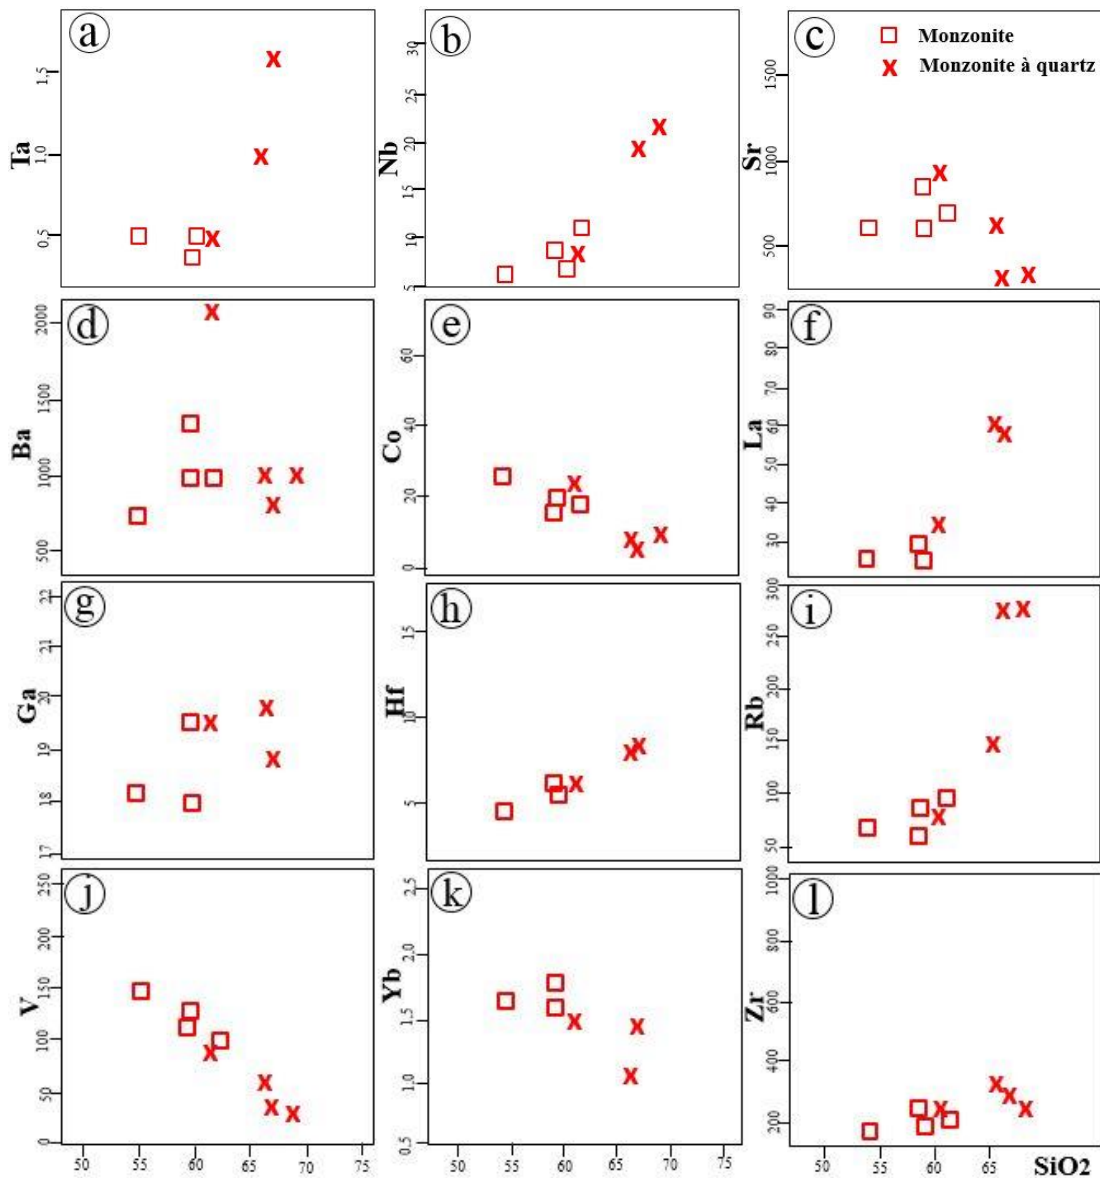 a
Ta
1.5
1.0
0.5
b
Nb
30
25
20
15
10
5
c
Monzonite
Monzonite à quartz
Sr
1500
1000
500
d
Ba
2000
1500
1000
500
e
Co
60
40
20
0
f
La
90
80
70
60
50
40
30
g
Ga
22
21
20
19
18
17
h
Hf
15
10
5
i
Rb
300
250
200
150
100
50
j
V
250
200
150
100
50
0
50 55 60 65 70 75
k
Yb
2.5
2.0
1.5
1.0
0.5
50 55 60 65 70 75
l
Zr
1000
800
600
400
200
50 55 60 65 SiO2